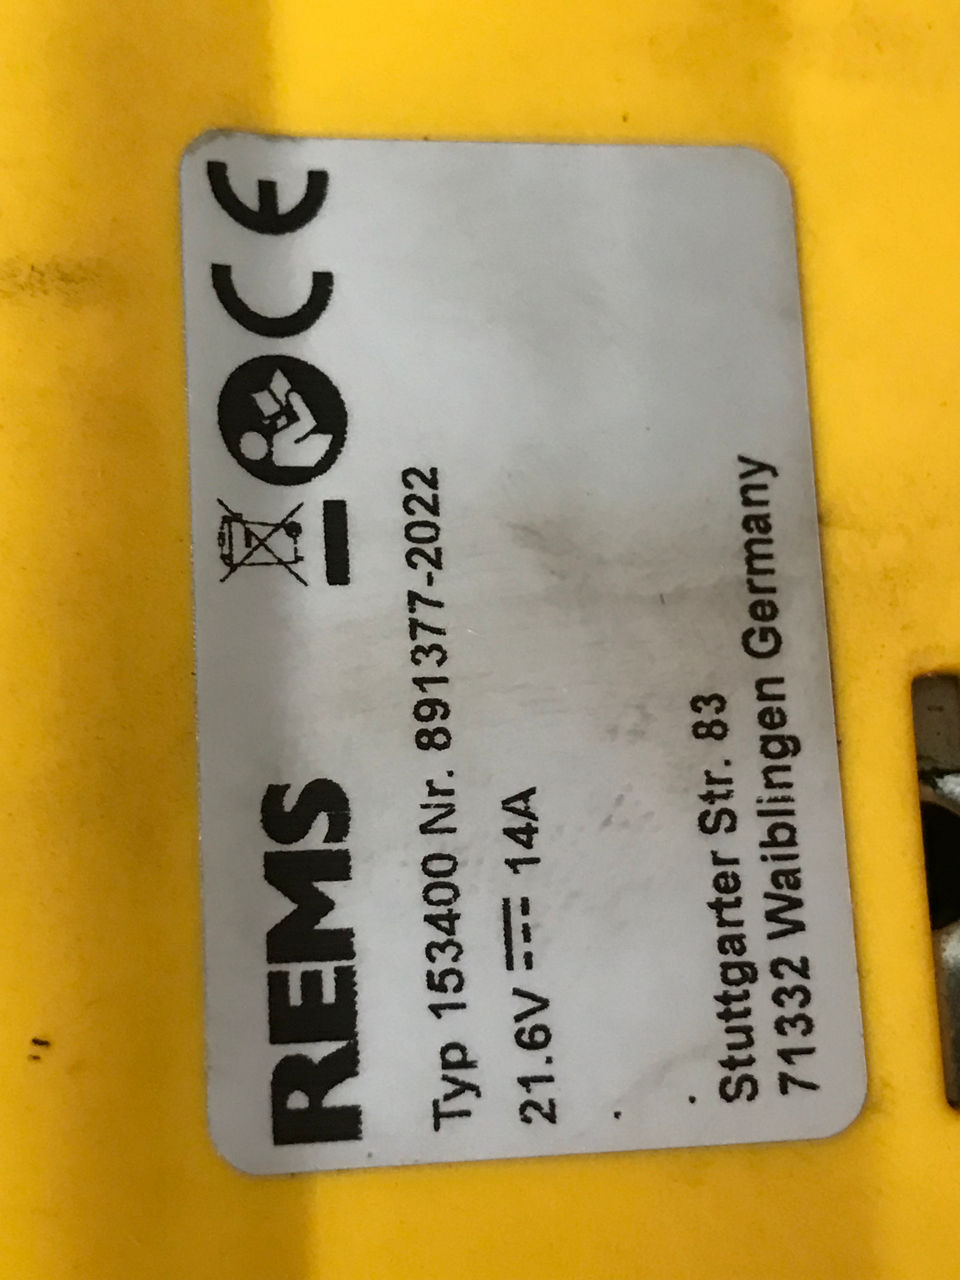 REMS CE
Typ 153400 Nr. 891377-2022
21.6V ⎓ 14A
Stuttgarter Str. 83
71332 Waiblingen Germany